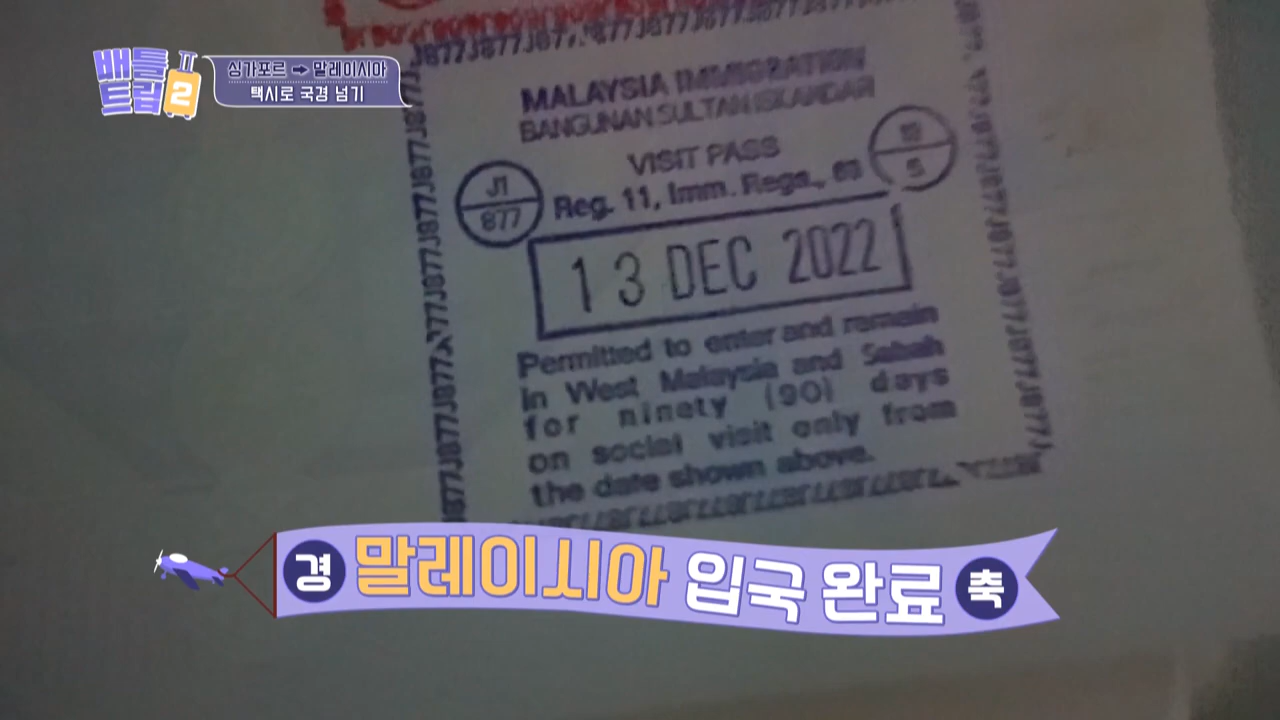 배틀
트립 2
싱가포르 ➡ 말레이시아
택시로 국경 넘기
MALAYSIA IMMIGRATION
BANGUNAN SULTAN ISKANDAR
VISIT PASS
J1
877
Reg. 11, Imm. Regs., 63
5
13 DEC 2022
Permitted to enter and remain
in West Malaysia and Sabah
for ninety (90) days
on social visit only from
the date shown above.
경 말레이시아 입국 완료 축